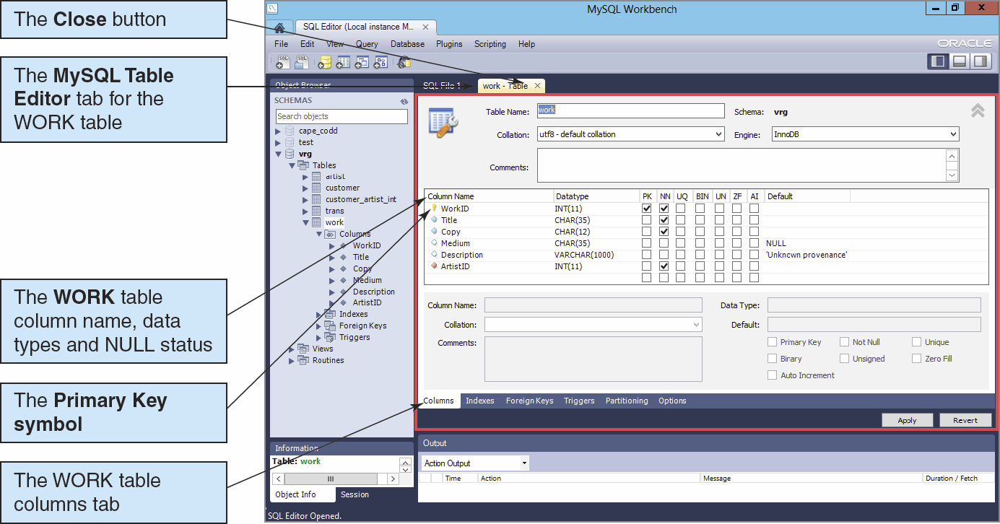 The Close button
The MySQL Table
Editor tab for the
WORK table
The WORK table
column name, data
types and NULL status
The Primary Key
symbol
The WORK table
columns tab
MySQL Workbench
SQL Editor (Local instance M...
File Edit View Query Database Plugins Scripting Help
ORACLE
SQL SQL
Object Browser
SCHEMAS
Search objects
cape_codd
test
vrg
Tables
artist
customer
customer_artist_int
trans
work
Columns
WorkID
Title
Copy
Medium
Description
ArtistID
Indexes
Foreign Keys
Triggers
Views
Routines
Information
Table: work
Object Info Session
SQL Editor Opened.
SQL File 1 work - Table
Table Name: work Schema: vrg
Collation: utf8 - default collation Engine: InnoDB
Comments:
Column Name Datatype PK NN UQ BIN UN ZF AI Default
WorkID INT(11)
Title CHAR(35)
Copy CHAR(12)
Medium CHAR(35) NULL
Description VARCHAR(1000) 'Unkncwn provenance'
ArtistID INT(11)
Column Name: Data Type:
Collation: Default:
Comments: Primary Key Not Null Unique
Binary Unsigned Zero Fill
Auto Increment
Columns Indexes Foreign Keys Triggers Partitioning Options
Apply Revert
Output
Action Output
Time Action Message Duration / Fetch